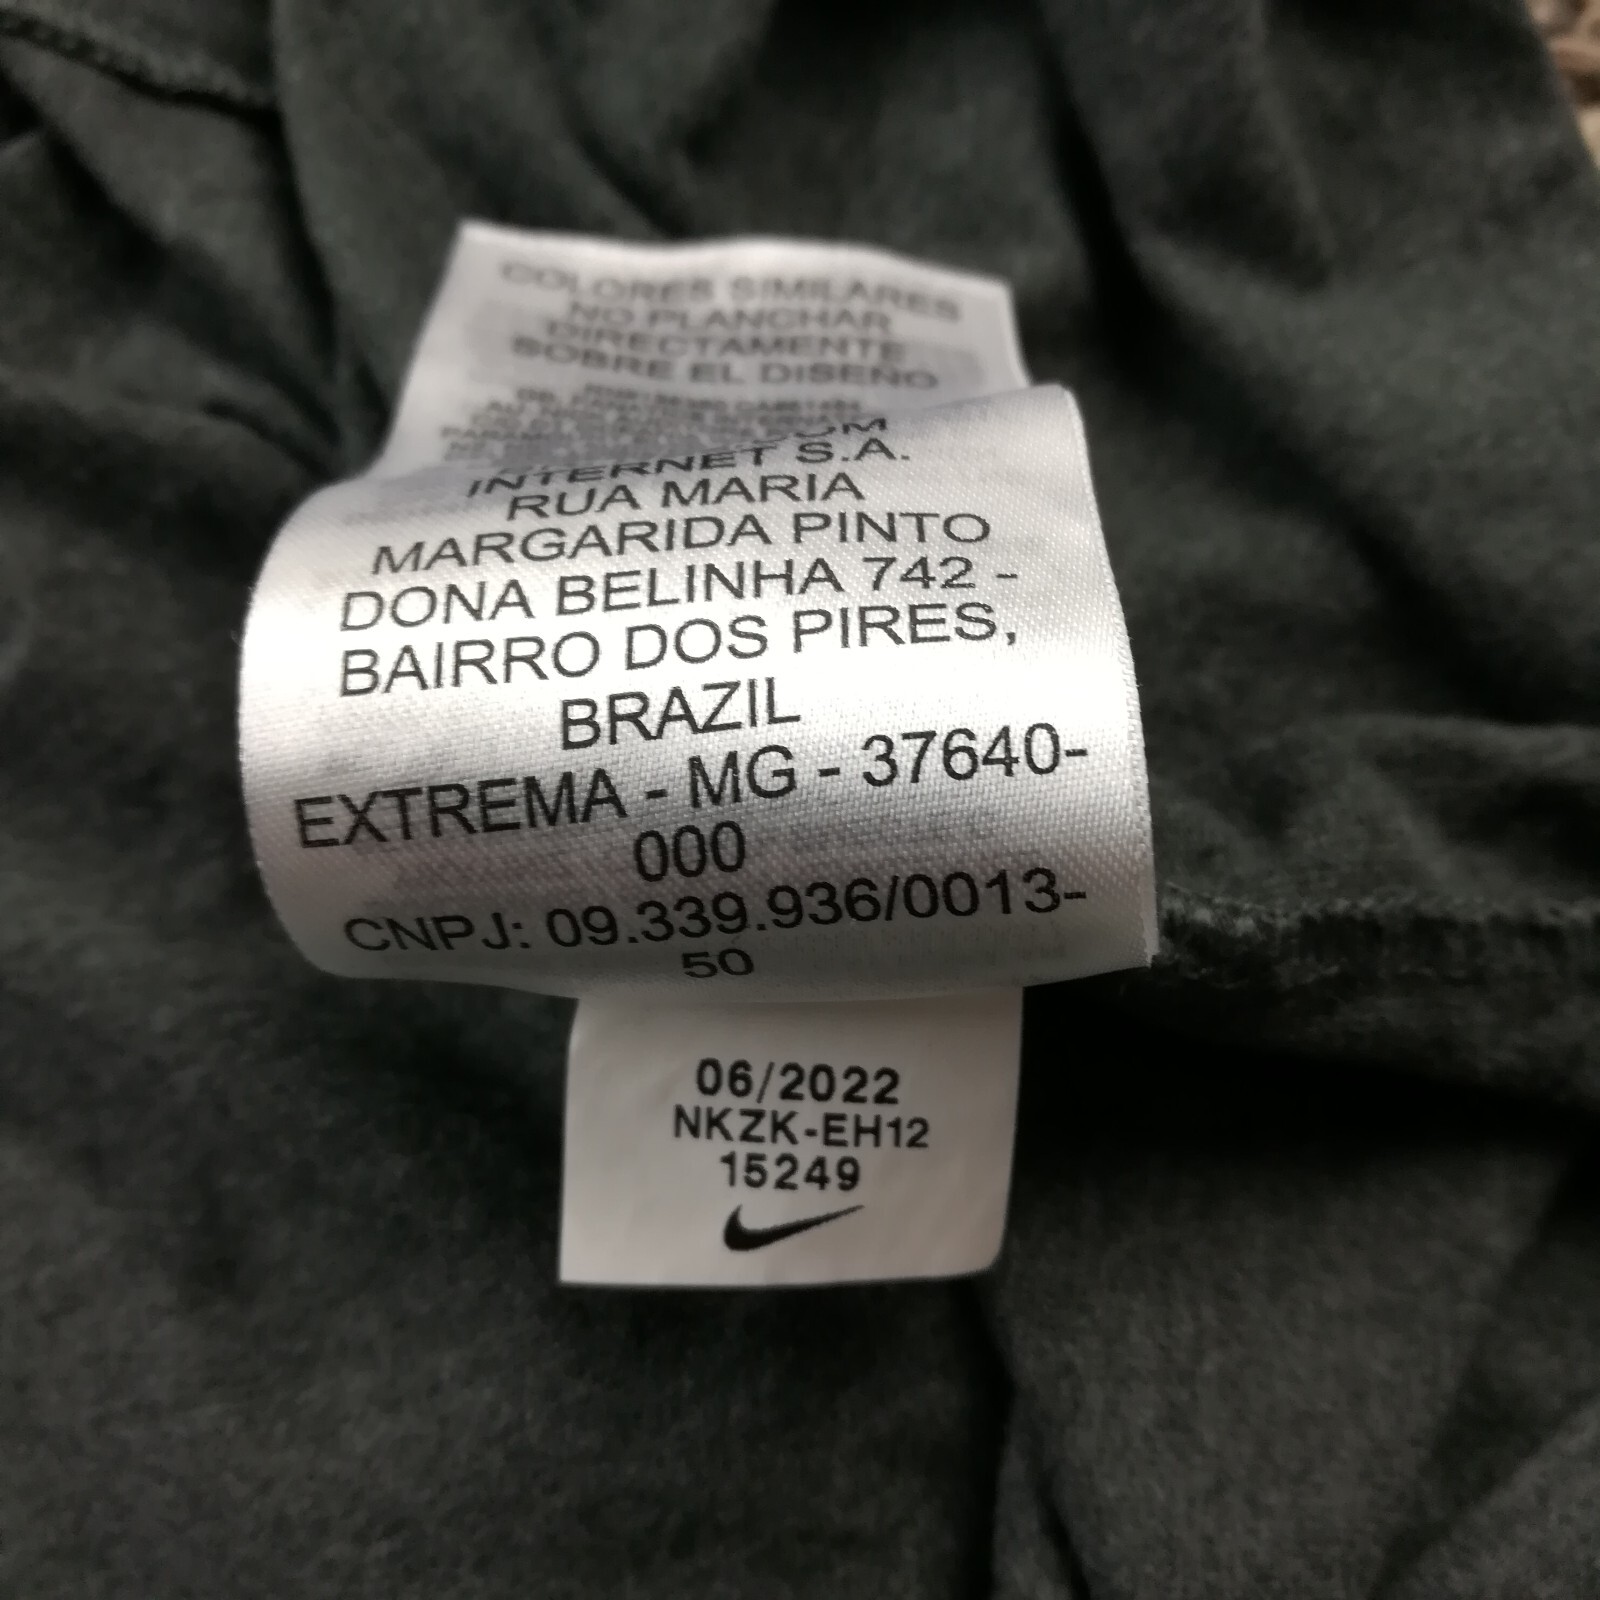 COLORES SIMILARES
NO PLANCHAR
DIRECTAMENTE
SOBRE EL DISEÑO
INTERNET S.A.
RUA MARIA
MARGARIDA PINTO
DONA BELINHA 742 -
BAIRRO DOS PIRES,
BRAZIL
EXTREMA - MG - 37640-
000
CNPJ: 09.339.936/0013-
50
06/2022
NKZK-EH12
15249